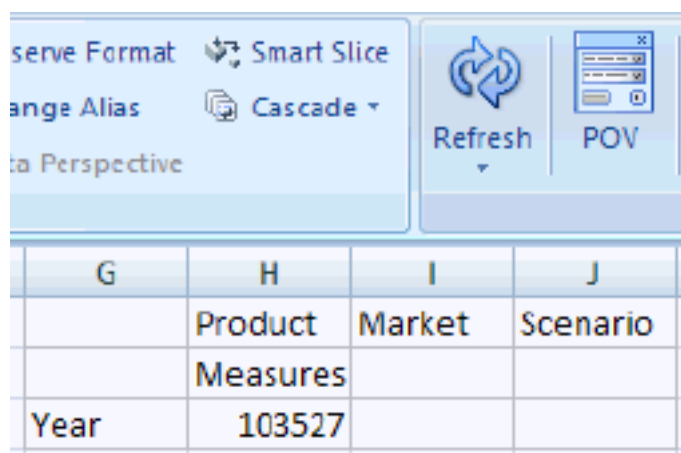 serve Format Smart Slice
ange Alias Cascade
ta Perspective
Refresh POV
G H I J
Product Market Scenario
Measures
Year 103527